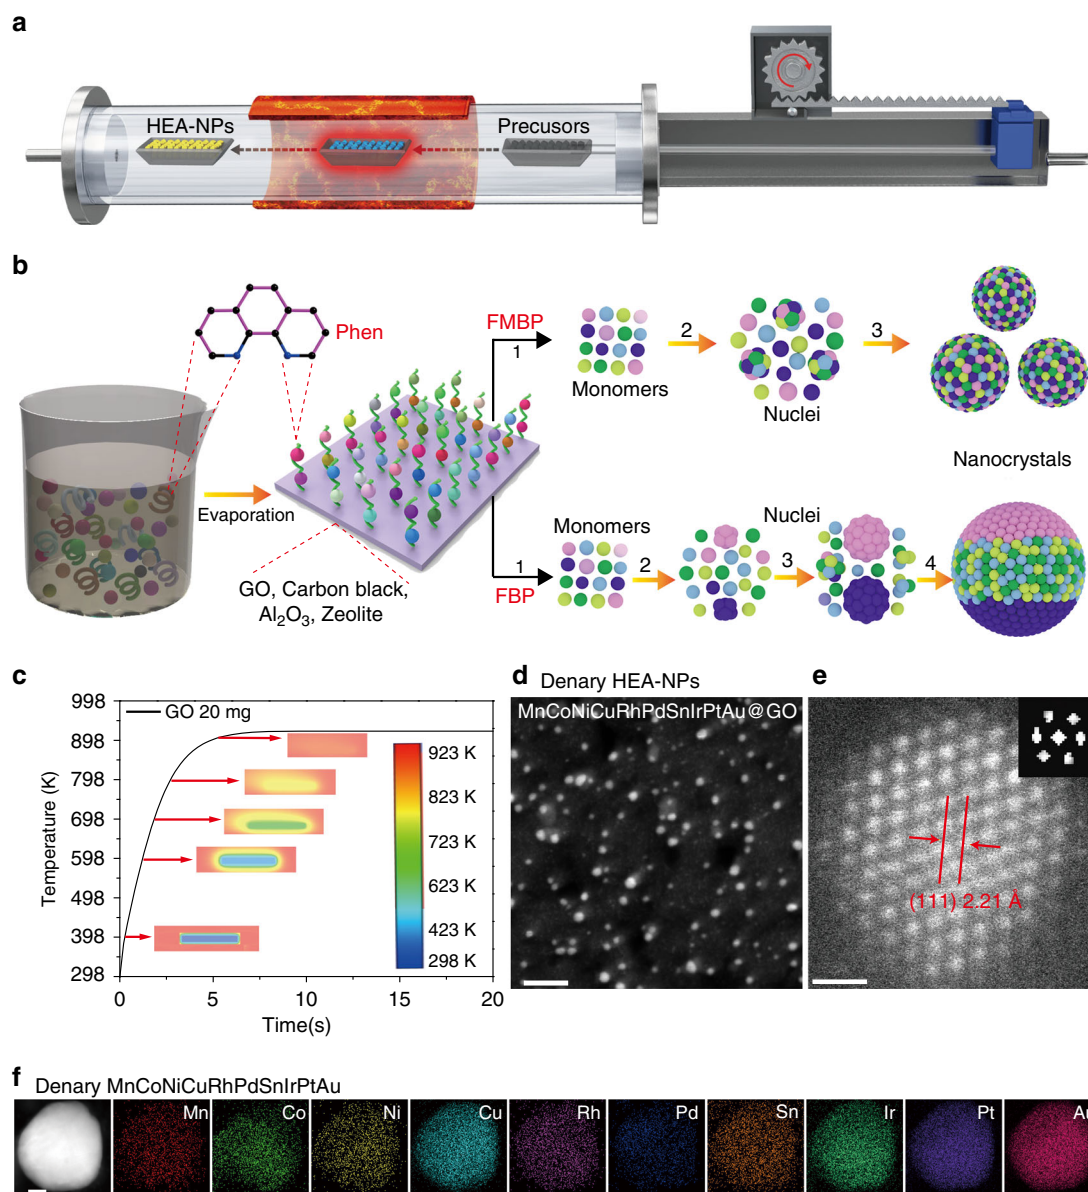 a
HEA-NPs
Precusors
b
Phen
FMBP
1
2
3
Monomers
Nuclei
Nanocrystals
Evaporation
GO, Carbon black,
Al₂O₃, Zeolite
Monomers
Nuclei
1
FBP
2
3
4
c
998
898
798
698
598
498
398
298
Temperature (K)
GO 20 mg
923 K
823 K
723 K
623 K
423 K
298 K
0
5
10
15
20
Time(s)
d
Denary HEA-NPs
MnCoNiCuRhPdSnIrPtAu@GO
e
(111) 2.21 Å
f
Denary MnCoNiCuRhPdSnIrPtAu
Mn
Co
Ni
Cu
Rh
Pd
Sn
Ir
Pt
Au